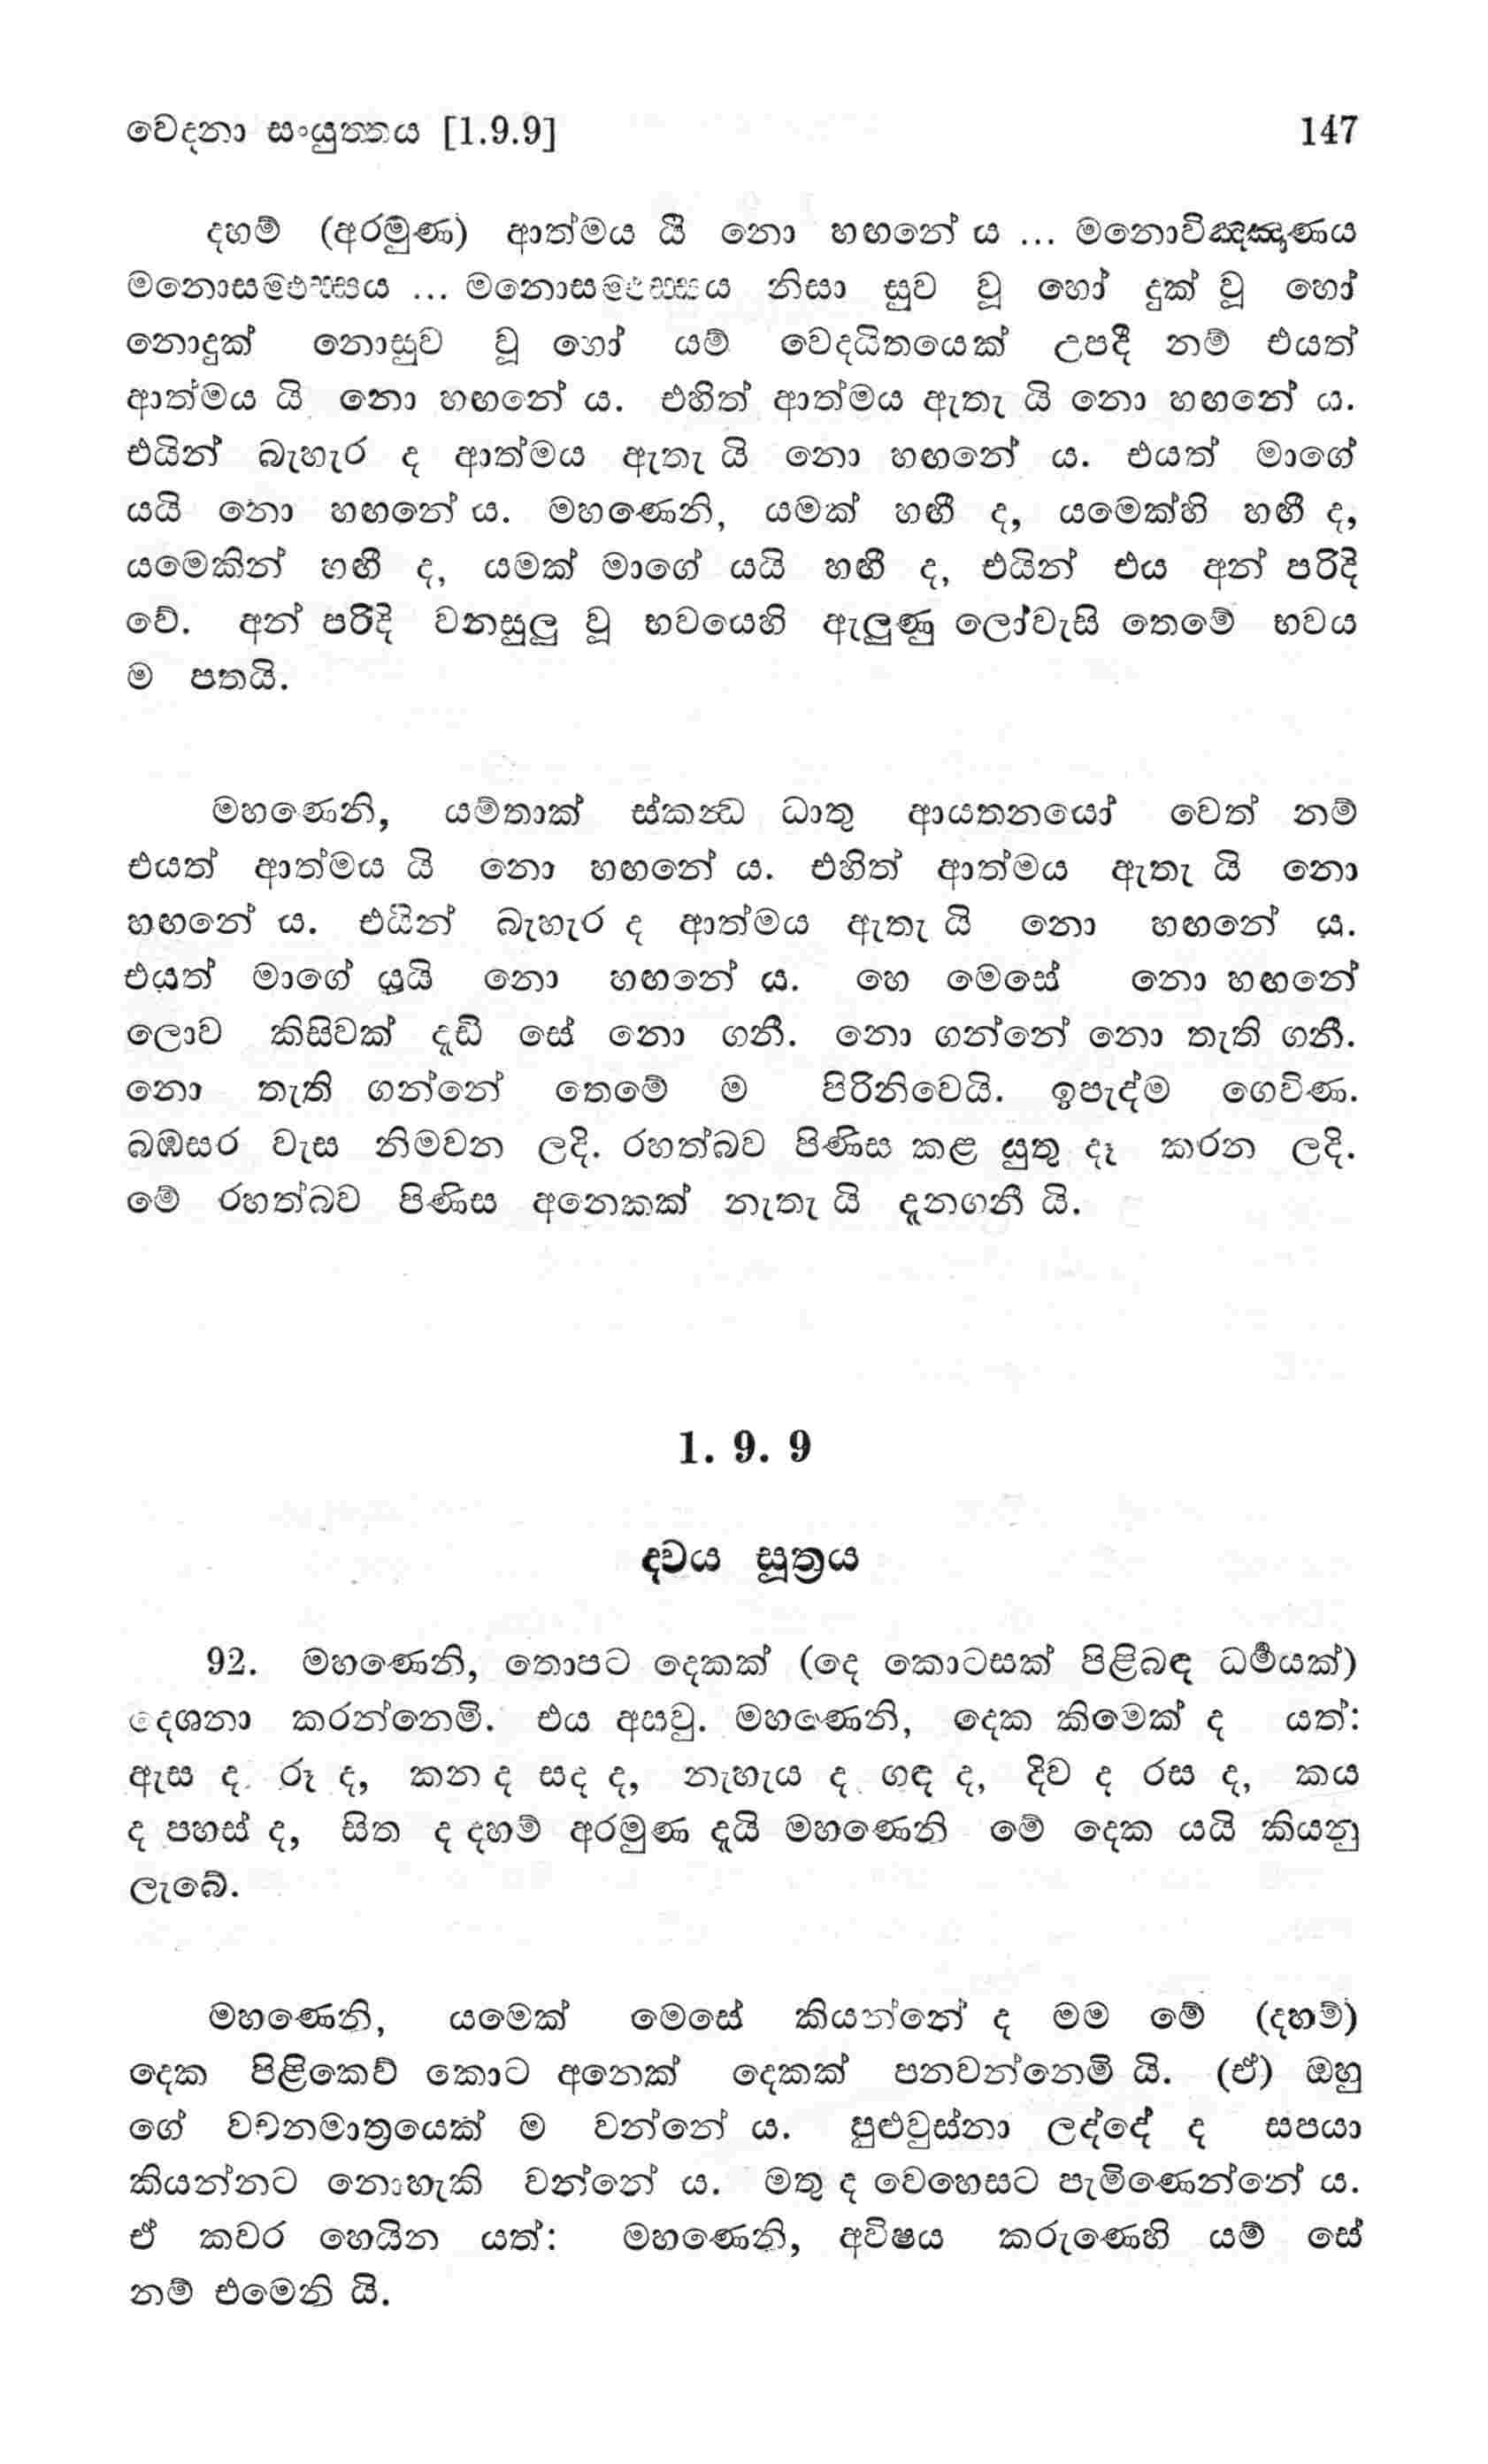 වෙදනා සංයුත්තය [1.9.9] 147
දහම් (අරමුණ) ආත්මය යී නො හඟනේ ය ... මනොවිඤ්ඤණය
මනොසම්ඵස්සය ... මනොසම්ඵස්සය නිසා සුව වූ හෝ දුක් වූ හෝ
නොදුක් නොසුව වූ හෝ යම් වෙදයිතයෙක් උපදී නම් එයත්
ආත්මය යි නො හඟනේ ය. එහිත් ආත්මය ඇතැ යි නො හඟනේ ය.
එයින් බැහැර ද ආත්මය ඇතැ යි නො හඟනේ ය. එයත් මාගේ
යයි නො හඟනේ ය. මහණෙනි, යමක් හඟී ද, යමෙක්හි හඟී ද,
යමෙකින් හඟී ද, යමක් මාගේ යයි හඟී ද, එයින් එය අන් පරිදි
වේ. අන් පරිදි වනසුලු වූ භවයෙහි ඇලුණු ලෝවැසි තෙමේ භවය
ම පතයි.
මහණෙනි, යම්තාක් ස්කන්ධ ධාතු ආයතනයෝ වෙත් නම්
එයත් ආත්මය යි නො හඟනේ ය. එහිත් ආත්මය ඇතැ යි නො
හඟනේ ය. එයින් බැහැර ද ආත්මය ඇතැ යි නො හඟනේ ය.
එයත් මාගේ යයි නො හඟනේ ය. හෙ මෙසේ නො හඟනේ
ලොව කිසිවක් දැඩි සේ නො ගනී. නො ගන්නේ නො තැති ගනී.
නො තැති ගන්නේ තෙමේ ම පිරිනිවෙයි. ඉපැද්ම ගෙවිණ.
බඹසර වැස නිමවන ලදි. රහත්බව පිණිස කළ යුතු දෑ කරන ලදි.
මේ රහත්බව පිණිස අනෙකක් නැතැ යි දැනගනී යි.
1. 9. 9
ද්වය සූත්‍රය
92. මහණෙනි, තොපට දෙකක් (දෙ කොටසක් පිළිබඳ ධර්‍මයක්)
දෙශනා කරන්නෙමි. එය අසවු. මහණෙනි, දෙක කිමෙක් ද යත්:
ඇස ද රූ ද, කන ද සද ද, නැහැය ද ගඳ ද, දිව ද රස ද, කය
ද පහස් ද, සිත ද දහම් අරමුණ දැයි මහණෙනි මේ දෙක යයි කියනු
ලැබේ.
මහණෙනි, යමෙක් මෙසේ කියන්නේ ද මම මේ (දහම්)
දෙක පිළිකෙව් කොට අනෙක් දෙකක් පනවන්නෙමි යි. (ඒ) ඔහු
ගේ වචනමාත්‍රයෙක් ම වන්නේ ය. පුළුවුස්නා ලද්දේ ද සපයා
කියන්නට නොහැකි වන්නේ ය. මතු ද වෙහෙසට පැමිණෙන්නේ ය.
ඒ කවර හෙයින යත්: මහණෙනි, අවිෂය කරුණෙහි යම් සේ
නම් එමෙනි යි.